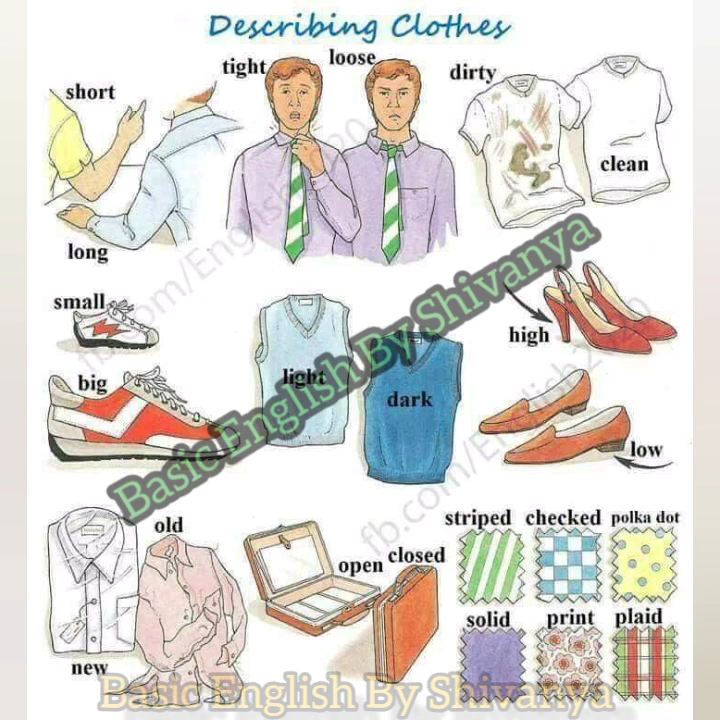 Describing Clothes
short
tight
loose
dirty
clean
long
small
big
light
dark
high
low
old
new
open
closed
striped
checked
polka dot
solid
print
plaid
Basic English By Shivanya
Basic English By Shivanya